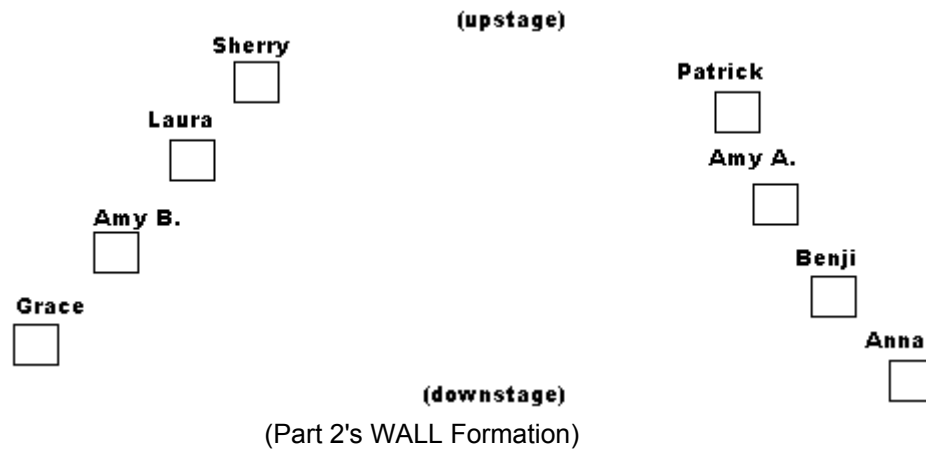 (upstage)
Sherry
Patrick
Laura
Amy A.
Amy B.
Benji
Grace
Anna
(downstage)
(Part 2's WALL Formation)